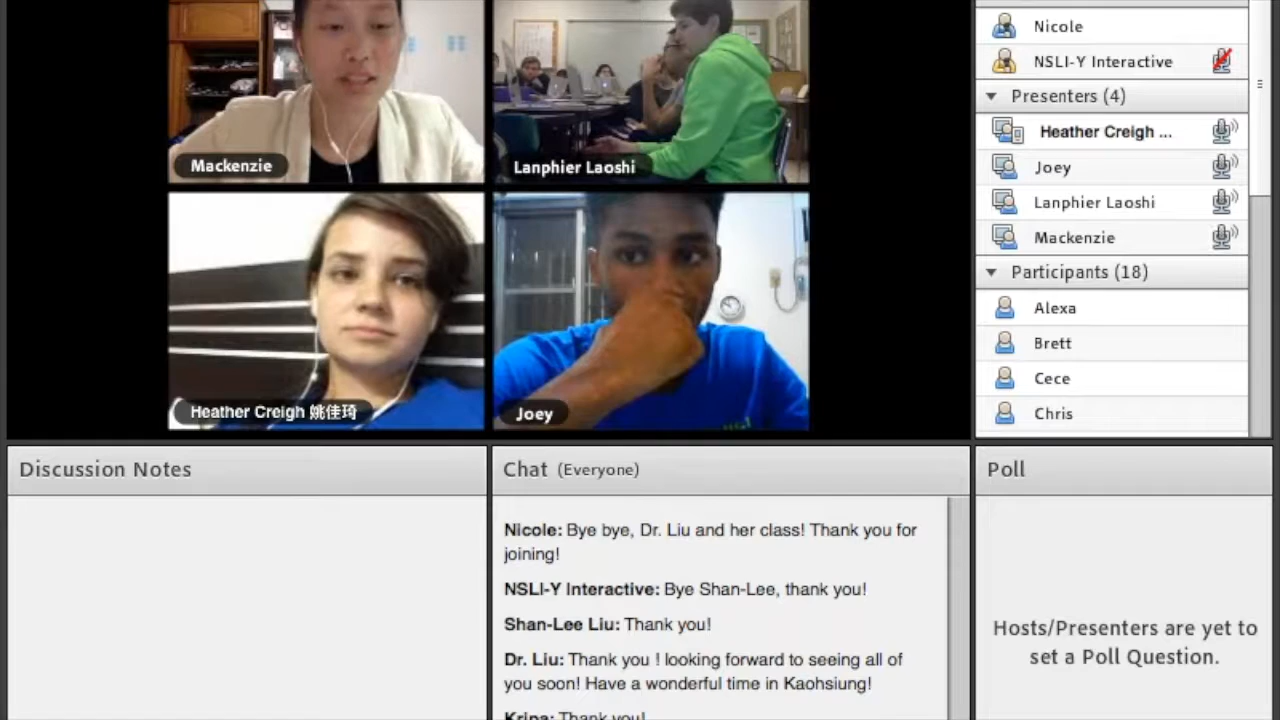 Mackenzie
Lanphier Laoshi
Heather Creigh 姚佳琦
Joey
Nicole
NSLI-Y Interactive
Presenters (4)
Heather Creigh ...
Joey
Lanphier Laoshi
Mackenzie
Participants (18)
Alexa
Brett
Cece
Chris
Discussion Notes
Chat (Everyone)
Nicole: Bye bye, Dr. Liu and her class! Thank you for
joining!
NSLI-Y Interactive: Bye Shan-Lee, thank you!
Shan-Lee Liu: Thank you!
Dr. Liu: Thank you ! looking forward to seeing all of
you soon! Have a wonderful time in Kaohsiung!
Kripa: Thank you!
Poll
Hosts/Presenters are yet to
set a Poll Question.